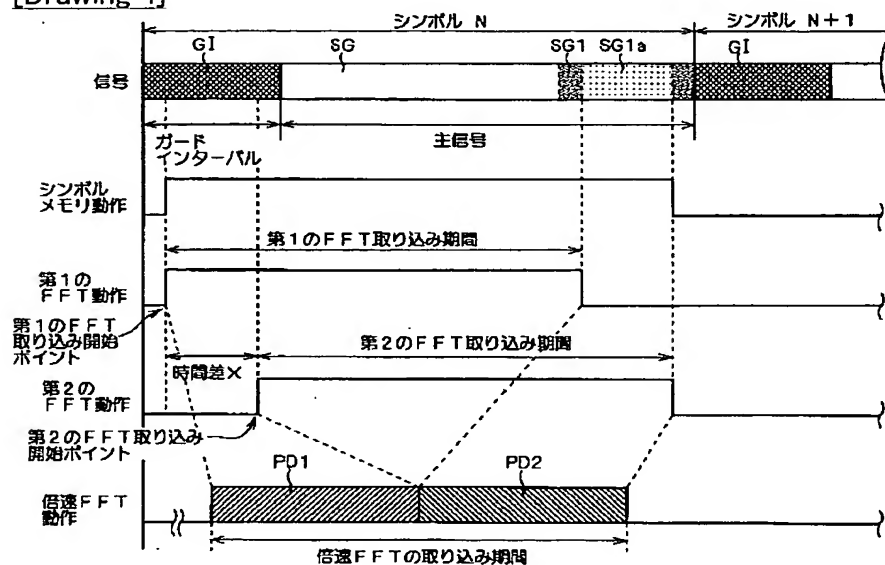 [Drawing 4]
シンボル N
シンボル N+1
GI
SG
SG1
SG1a
GI
信号
ガード
インターバル
主信号
シンボル
メモリ動作
第1のFFT取り込み期間
第1の
FFT動作
第1のFFT
取り込み開始
ポイント
第2のFFT取り込み期間
時間差X
第2の
FFT動作
第2のFFT取り込み
開始ポイント
PD1
PD2
倍速FFT
動作
倍速FFTの取り込み期間